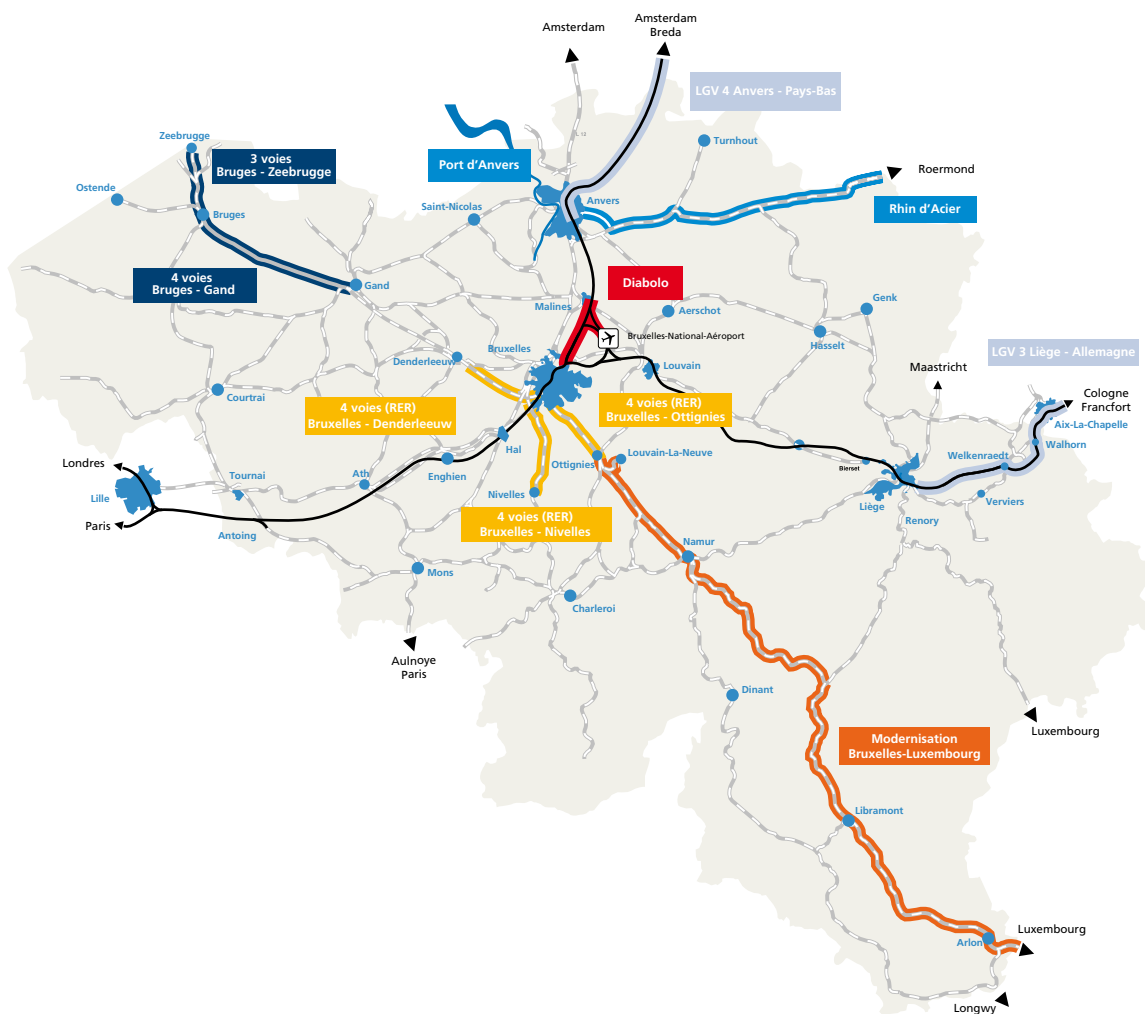 Amsterdam
Amsterdam
Breda
LGV 4 Anvers - Pays-Bas
L 12
Zeebrugge
3 voies
Bruges - Zeebrugge
Port d'Anvers
Turnhout
Roermond
Ostende
Bruges
Saint-Nicolas
Anvers
Rhin d'Acier
4 voies
Bruges - Gand
Gand
Diabolo
Malines
Aerschot
Genk
Bruxelles-National-Aéroport
Hasselt
Bruxelles
Denderleeuw
Louvain
Maastricht
LGV 3 Liège - Allemagne
Courtrai
4 voies (RER)
Bruxelles - Denderleeuw
4 voies (RER)
Bruxelles - Ottignies
Cologne
Francfort
Aix-La-Chapelle
Walhorn
Hal
Louvain-La-Neuve
Ottignies
Welkenraedt
Bierset
Londres
Lille
Tournai
Ath
Enghien
Nivelles
Verviers
Liège
Renory
Paris
Antoing
4 voies (RER)
Bruxelles - Nivelles
Namur
Mons
Charleroi
Aulnoye
Paris
Dinant
Modernisation
Bruxelles-Luxembourg
Luxembourg
Libramont
Arlon
Luxembourg
Longwy